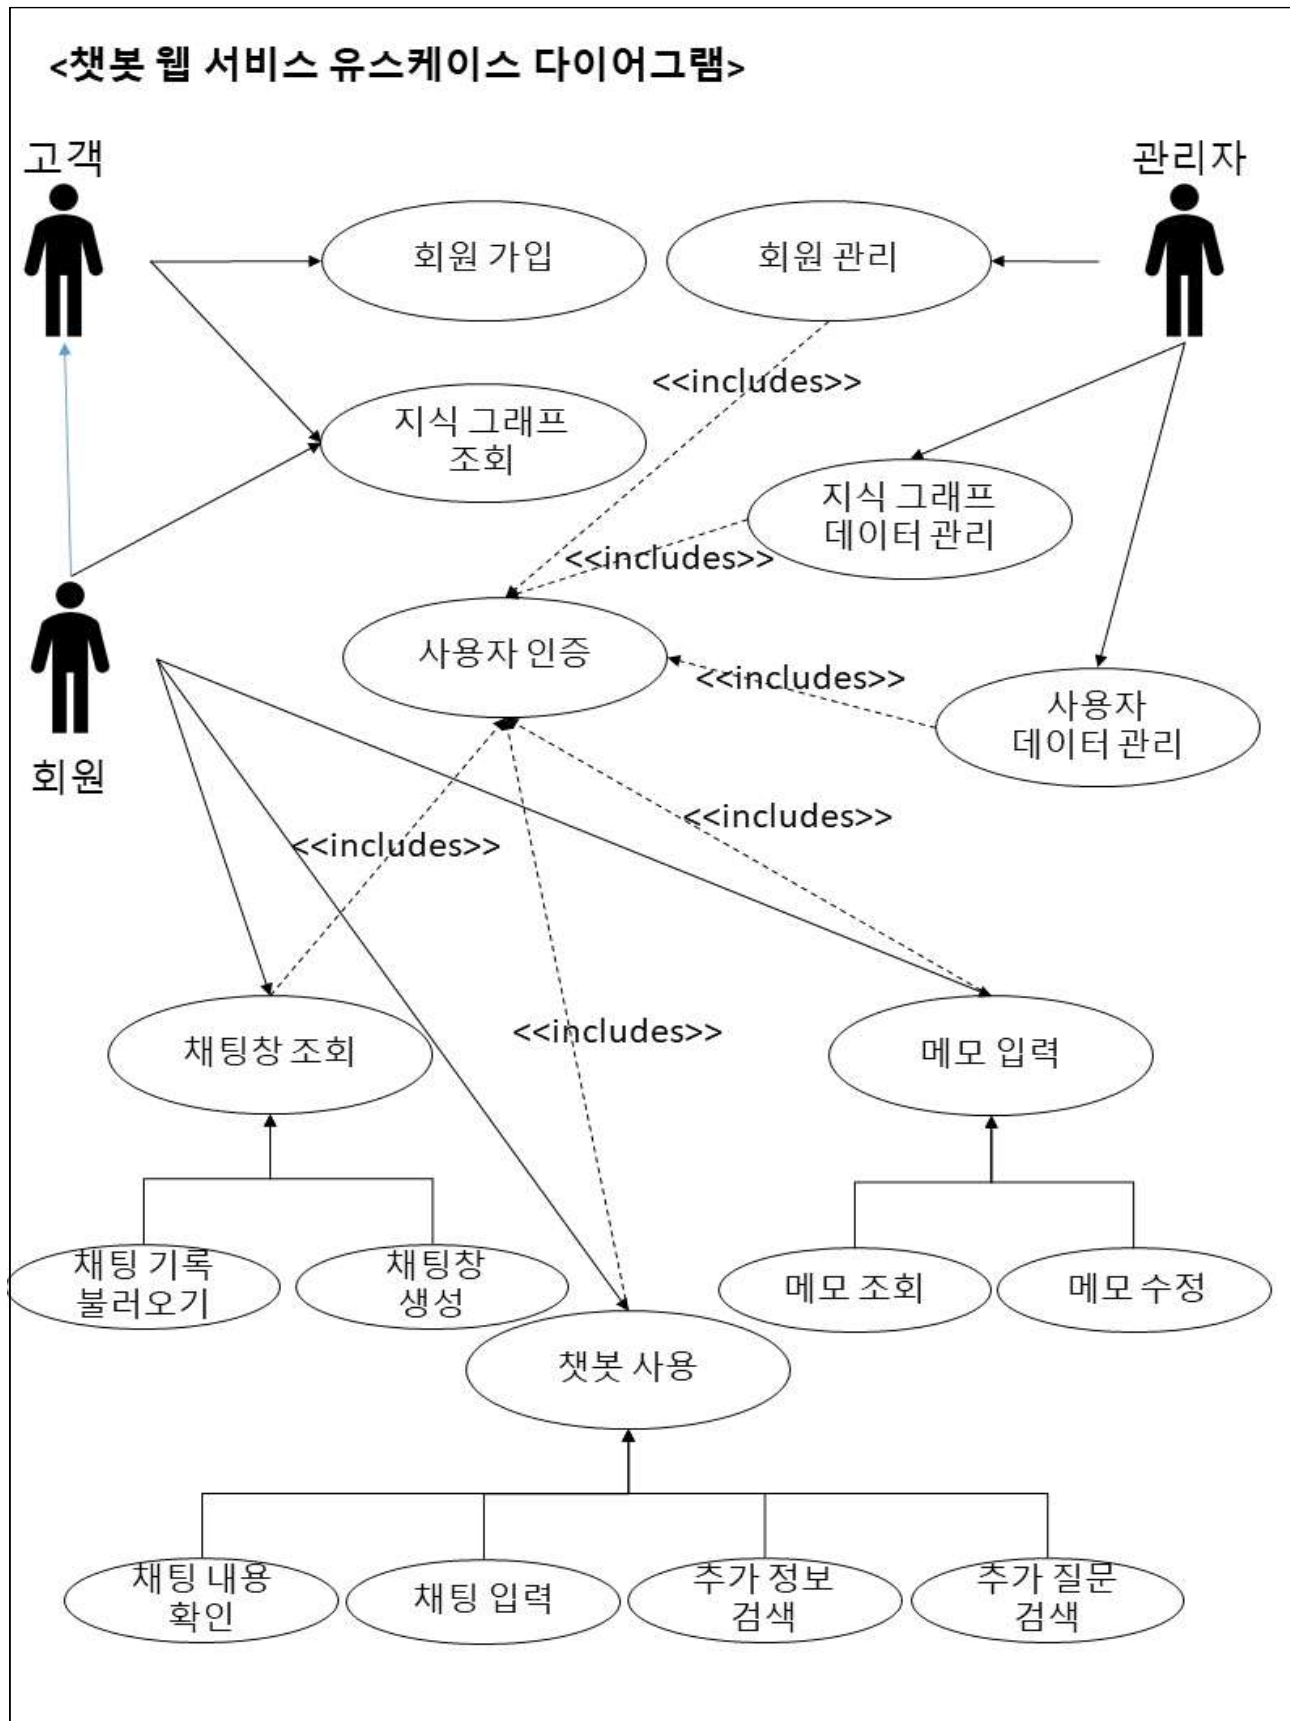 <챗봇 웹 서비스 유스케이스 다이어그램>
고객
관리자
회원 가입
회원 관리
<<includes>>
지식 그래프
조회
지식 그래프
데이터 관리
<<includes>>
사용자 인증
<<includes>>
사용자
데이터 관리
회원
<<includes>>
<<includes>>
<<includes>>
채팅창 조회
메모 입력
채팅 기록
불러오기
채팅창
생성
메모 조회
메모 수정
챗봇 사용
채팅 내용
확인
채팅 입력
추가 정보
검색
추가 질문
검색